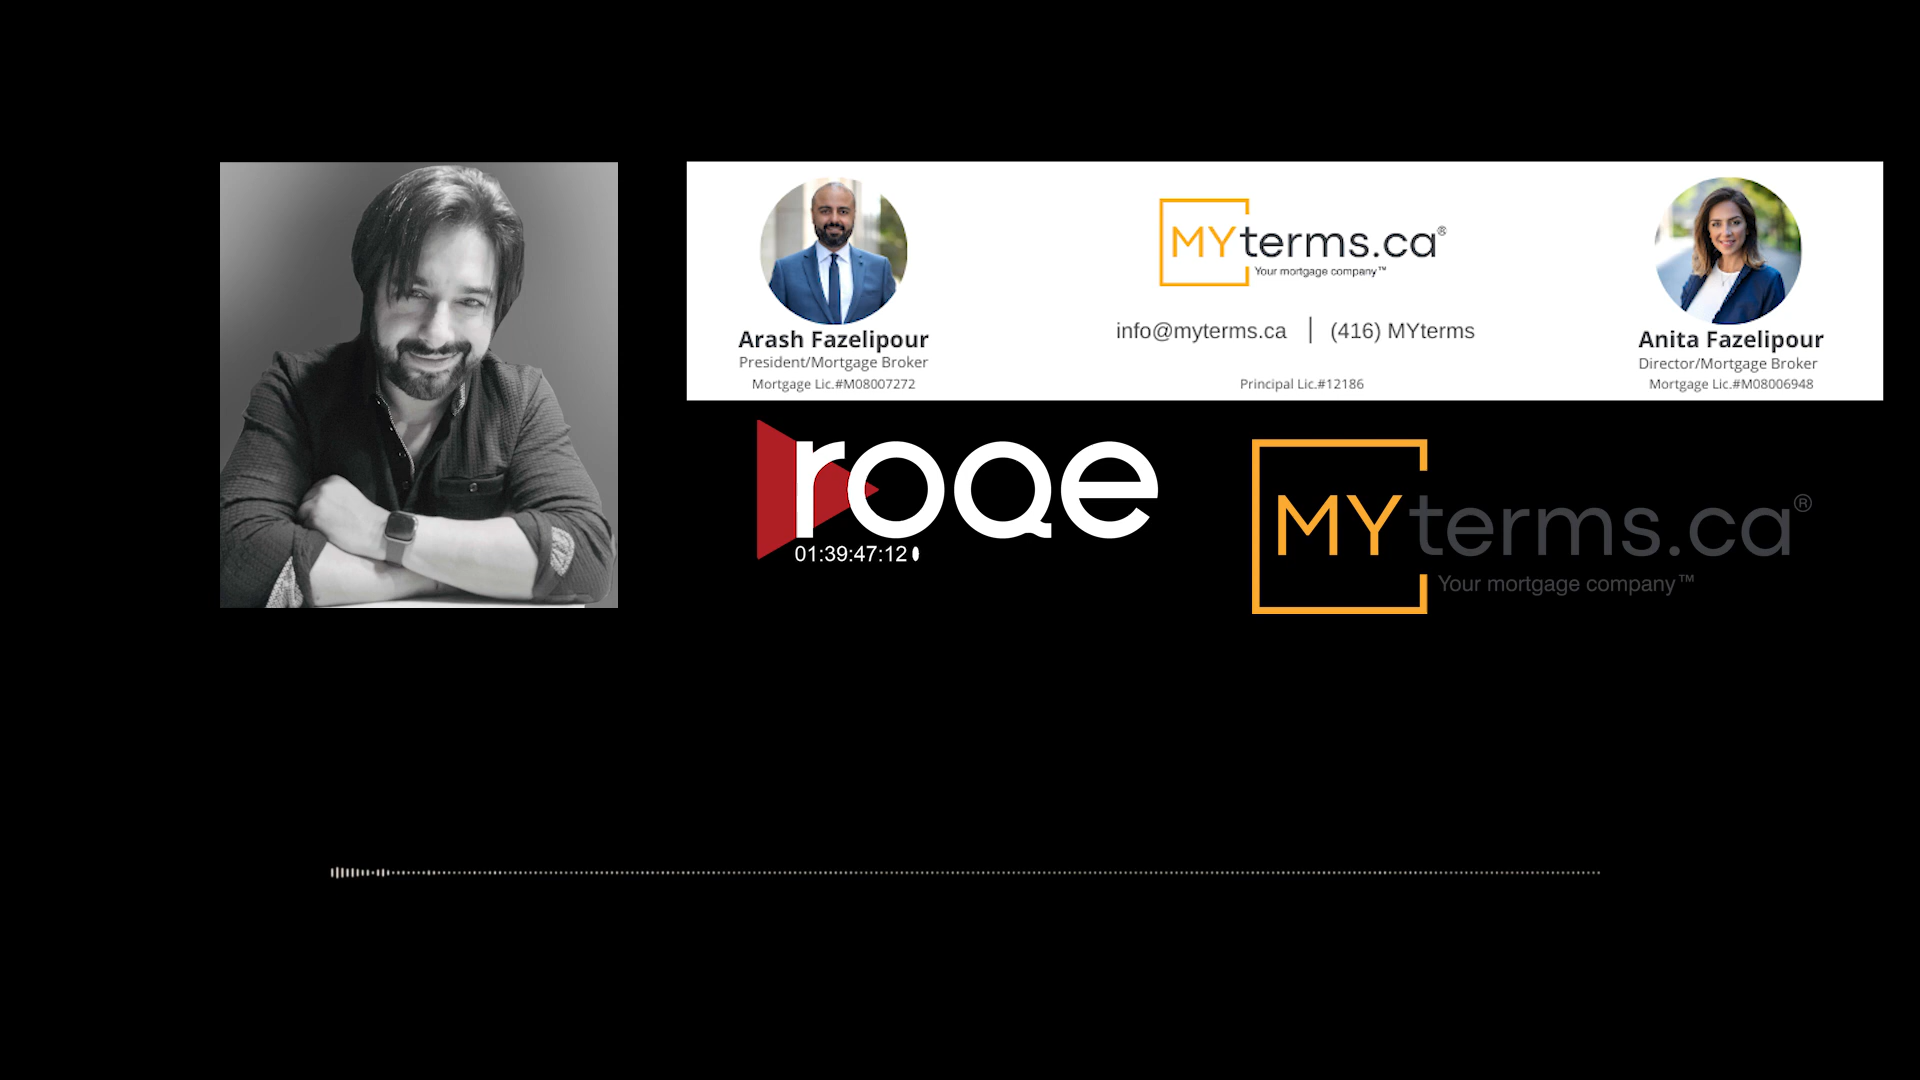 MYterms.ca®
Your mortgage company™
Arash Fazelipour
President/Mortgage Broker
Mortgage Lic.#M08007272
info@myterms.ca | (416) MYterms
Principal Lic.#12186
Anita Fazelipour
Director/Mortgage Broker
Mortgage Lic.#M08006948
roqe
01:39:47:12
MYterms.ca®
Your mortgage company™